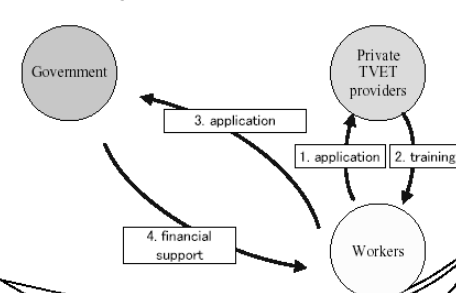 Government
Private
TVET
providers
3. application
1. application
2. training
4. financial
support
Workers